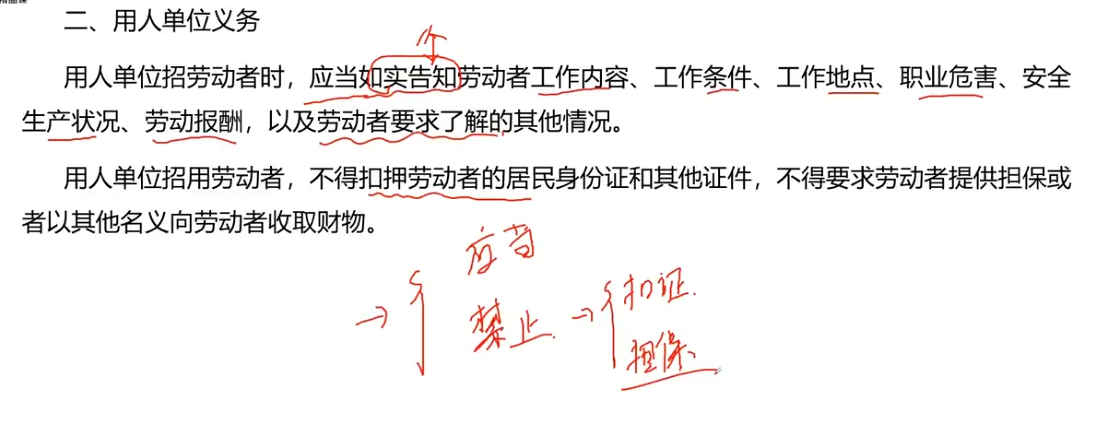 二、用人单位义务
用人单位招劳动者时，应当如实告知劳动者工作内容、工作条件、工作地点、职业危害、安全
生产状况、劳动报酬，以及劳动者要求了解的其他情况。
用人单位招用劳动者，不得扣押劳动者的居民身份证和其他证件，不得要求劳动者提供担保或
者以其他名义向劳动者收取财物。
应当
禁止
扣证
担保